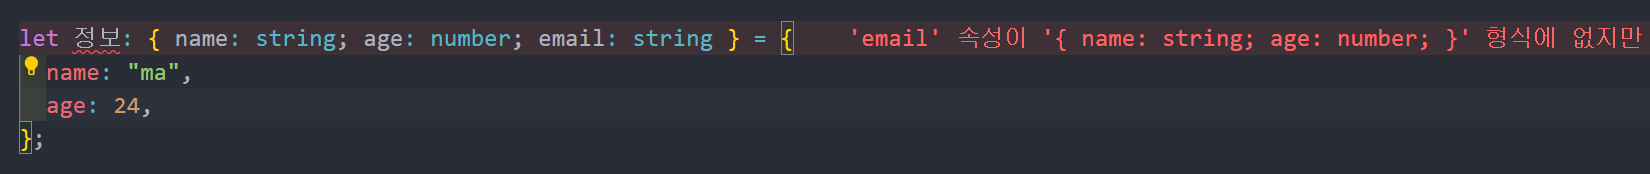 let 정보: { name: string; age: number; email: string } = {    'email' 속성이 '{ name: string; age: number; }' 형식에 없지만
  name: "ma",
  age: 24,
};